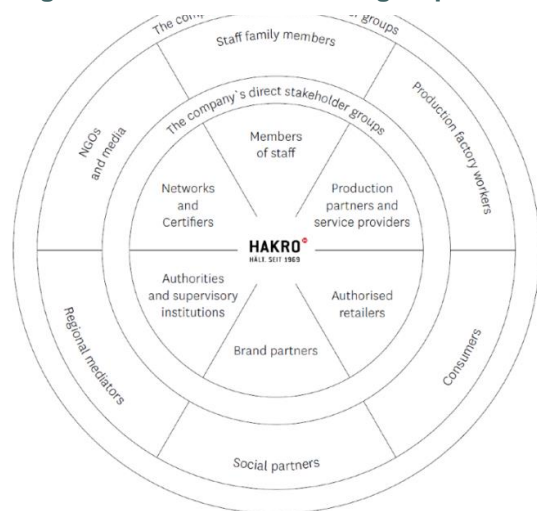 The
groups
Staff family members
The company's direct stakeholder groups
NGOs
and media
Members
of staff
Production factory workers
Networks
and
Certifiers
Production
partners and
service providers
HAKRO
HÄLT. SEIT 1969
Authorities
and supervisory
institutions
Authorised
retailers
Brand partners
Regional mediators
Consumers
Social partners